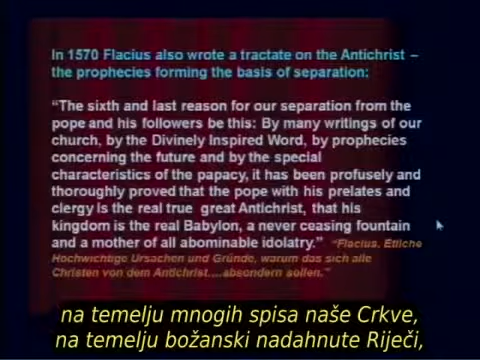 In 1570 Flacius also wrote a tractate on the Antichrist –
the prophecies forming the basis of separation:
“The sixth and last reason for our separation from the
pope and his followers be this: By many writings of our
church, by the Divinely Inspired Word, by prophecies
concerning the future and by the special
characteristics of the papacy, it has been profusely and
thoroughly proved that the pope with his prelates and
clergy is the real true great Antichrist, that his
kingdom is the real Babylon, a never ceasing fountain
and a mother of all abominable idolatry.” “Flacius, Etliche
Hochwichtige Ursachen und Gründe, warum das sich alle
Christen von dem Antichrist....absondern sollen.”
na temelju mnogih spisa naše Crkve,
na temelju božanski nadahnute Riječi,